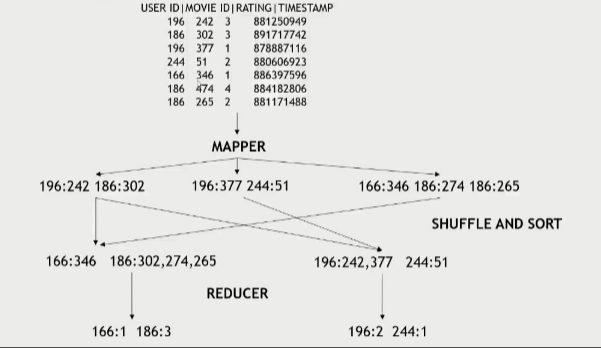 USER ID|MOVIE ID|RATING|TIMESTAMP
196 242 3 881250949
186 302 3 891717742
196 377 1 878887116
244 51 2 880606923
166 346 1 886397596
186 474 4 884182806
186 265 2 881171488
MAPPER
196:242 186:302 196:377 244:51 166:346 186:274 186:265
SHUFFLE AND SORT
166:346 186:302,274,265 196:242,377 244:51
REDUCER
166:1 186:3 196:2 244:1